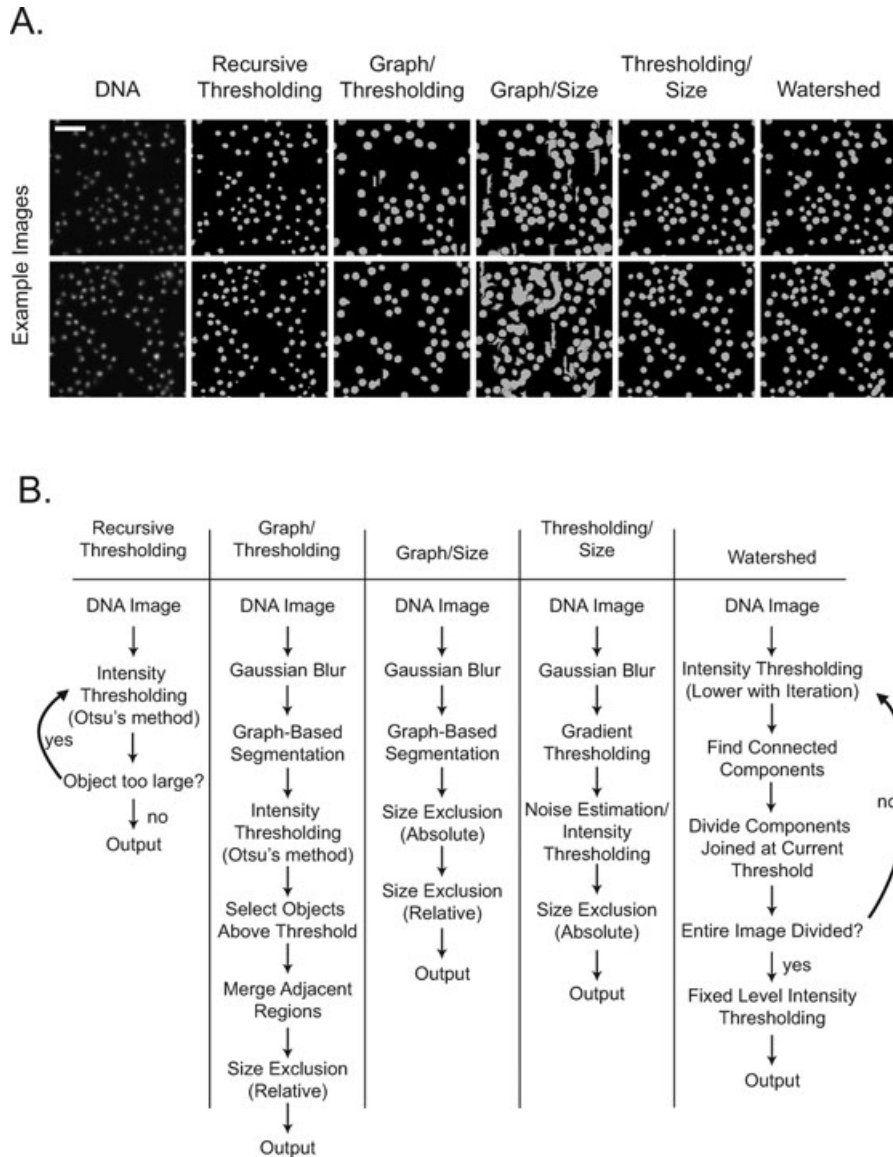 A.
DNA
Recursive
Thresholding
Graph/
Thresholding
Graph/Size
Thresholding/
Size
Watershed
Example Images
B.
Recursive
Thresholding
DNA Image
Intensity
Thresholding
(Otsu's method)
yes
Object too large?
no
Output
Graph/
Thresholding
DNA Image
Gaussian Blur
Graph-Based
Segmentation
Intensity
Thresholding
(Otsu's method)
Select Objects
Above Threshold
Merge Adjacent
Regions
Size Exclusion
(Relative)
Output
Graph/Size
DNA Image
Gaussian Blur
Graph-Based
Segmentation
Size Exclusion
(Absolute)
Size Exclusion
(Relative)
Output
Thresholding/
Size
DNA Image
Gaussian Blur
Gradient
Thresholding
Noise Estimation/
Intensity
Thresholding
Size Exclusion
(Absolute)
Output
Watershed
DNA Image
Intensity Thresholding
(Lower with Iteration)
Find Connected
Components
no
Divide Components
Joined at Current
Threshold
Entire Image Divided?
yes
Fixed Level Intensity
Thresholding
Output